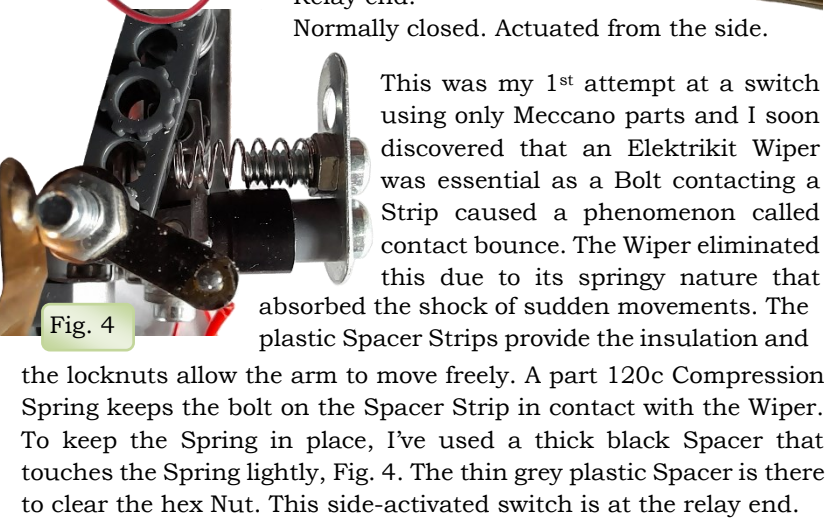 Relay end.
Normally closed. Actuated from the side.
This was my 1st attempt at a switch
using only Meccano parts and I soon
discovered that an Elektrikit Wiper
was essential as a Bolt contacting a
Strip caused a phenomenon called
contact bounce. The Wiper eliminated
this due to its springy nature that
absorbed the shock of sudden movements. The
plastic Spacer Strips provide the insulation and
Fig. 4
the locknuts allow the arm to move freely. A part 120c Compression
Spring keeps the bolt on the Spacer Strip in contact with the Wiper.
To keep the Spring in place, I've used a thick black Spacer that
touches the Spring lightly, Fig. 4. The thin grey plastic Spacer is there
to clear the hex Nut. This side-activated switch is at the relay end.